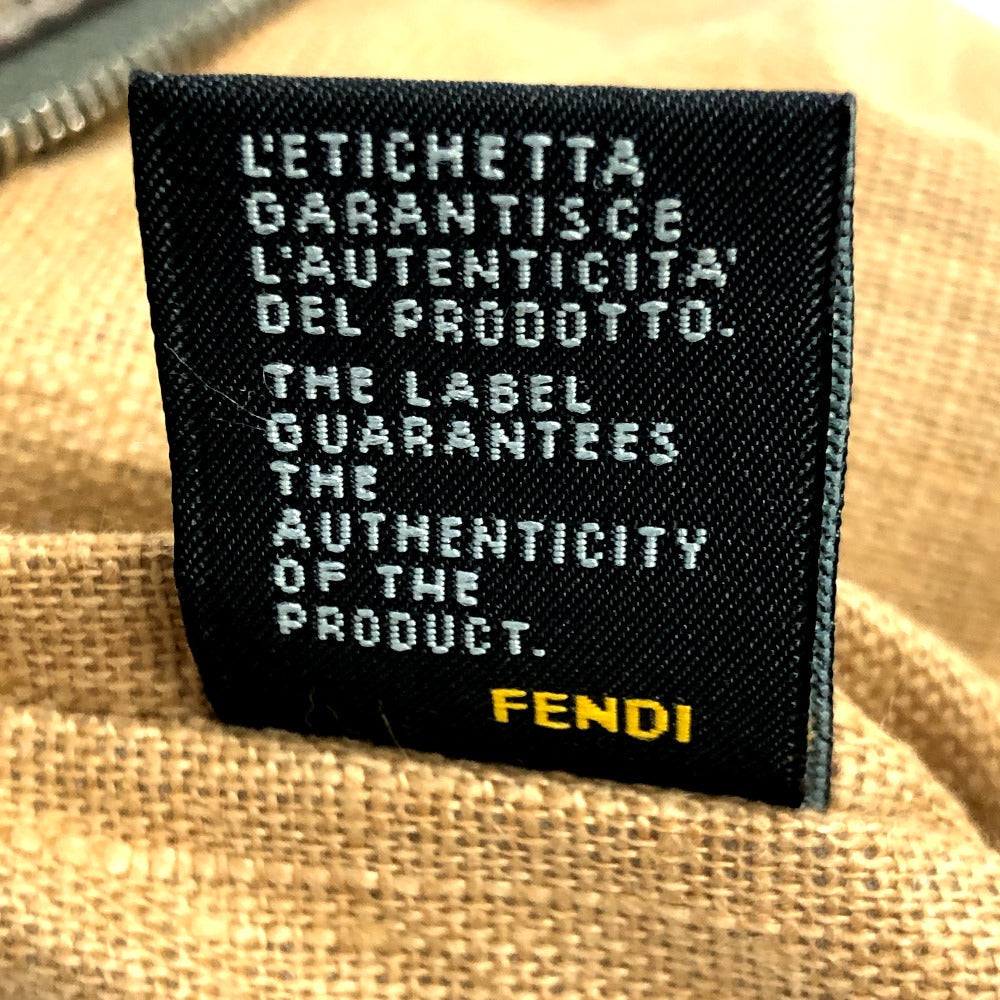 L'ETICHETTA
GARANTISCE
L'AUTENTICITA'
DEL PRODOTTO.
THE LABEL
GUARANTEES
THE
AUTHENTICITY
OF THE
PRODUCT.
FENDI